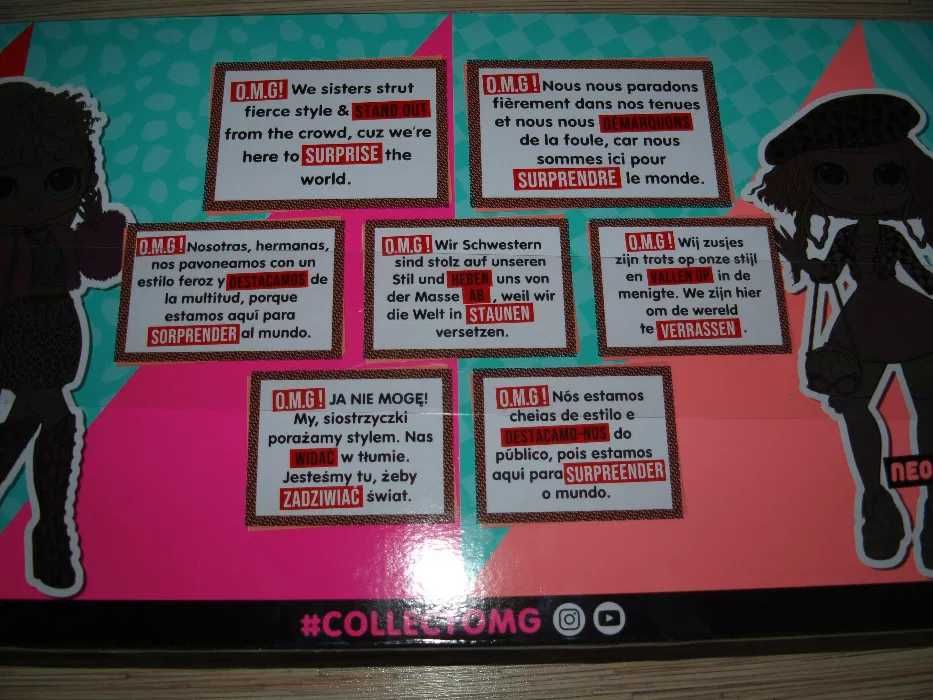 O.M.G! We sisters strut
fierce style & STAND OUT
from the crowd, cuz we're
here to SURPRISE the
world.
O.M.G! Nous nous paradons
fièrement dans nos tenues
et nous nous DÉMARQUONS
de la foule, car nous
sommes ici pour
SURPRENDRE le monde.
O.M.G! Nosotras, hermanas,
nos pavoneamos con un
estilo feroz y DESTACAMOS de
la multitud, porque
estamos aquí para
SORPRENDER al mundo.
O.M.G! Wir Schwestern
sind stolz auf unseren
Stil und HEBEN uns von
der Masse AB, weil wir
die Welt in STAUNEN
versetzen.
O.M.G! Wij zusjes
zijn trots op onze stijl
en VALLEN OP in de
menigte. We zijn hier
om de wereld
te VERRASSEN.
O.M.G! JA NIE MOGĘ!
My, siostrzyczki
porażamy stylem. Nas
WIDAĆ w tłumie.
Jesteśmy tu, żeby
ZADZIWIAĆ świat.
O.M.G! Nós estamos
cheias de estilo e
DESTACAMO-NOS do
público, pois estamos
aqui para SURPREENDER
o mundo.
NEO
#COLLECTOMG